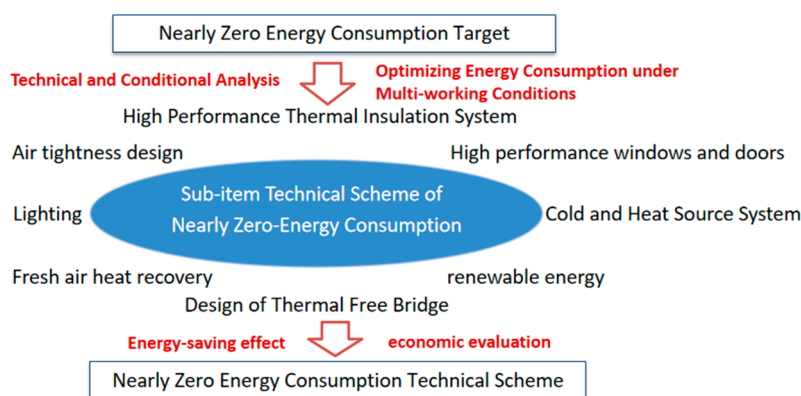 Nearly Zero Energy Consumption Target
Technical and Conditional Analysis
Optimizing Energy Consumption under
Multi-working Conditions
High Performance Thermal Insulation System
Air tightness design
High performance windows and doors
Sub-item Technical Scheme of
Nearly Zero-Energy Consumption
Lighting
Cold and Heat Source System
Fresh air heat recovery
renewable energy
Design of Thermal Free Bridge
Energy-saving effect
economic evaluation
Nearly Zero Energy Consumption Technical Scheme